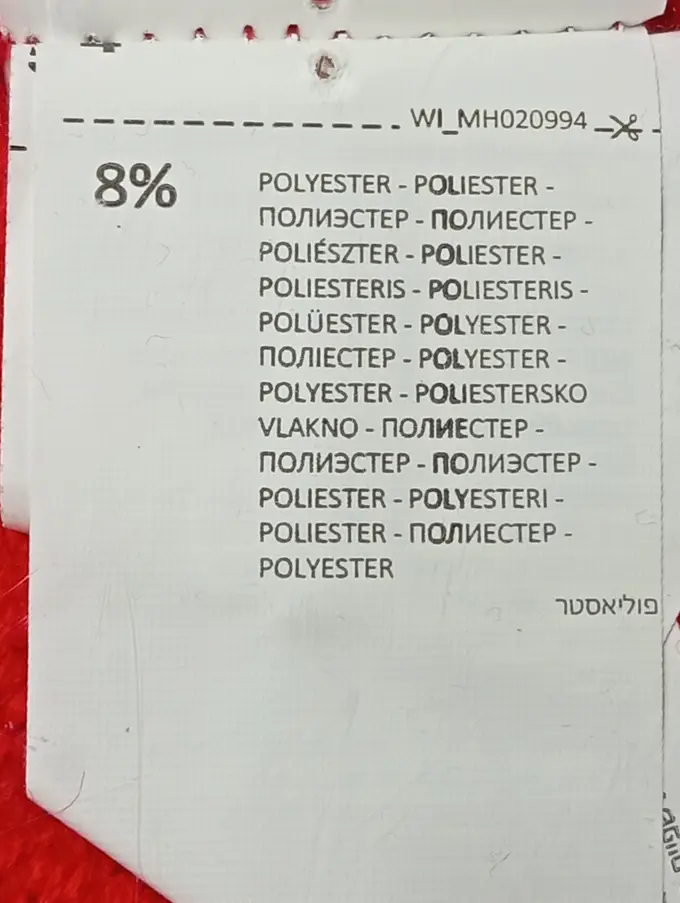 WI_MH020994
8%
POLYESTER - POLIESTER -
ПОЛИЭСТЕР - ПОЛИЕСТЕР -
POLIÉSZTER - POLIESTER -
POLIESTERIS - POLIESTERIS -
POLÜESTER - POLYESTER -
ПОЛІЕСТЕР - POLYESTER -
POLYESTER - POLIESTERSKO
VLAKNO - ПОЛИЕСТЕР -
ПОЛИЭСТЕР - ПОЛИЭСТЕР -
POLIESTER - POLYESTERI -
POLIESTER - ПОЛИЕСТЕР -
POLYESTER
פוליאסטר